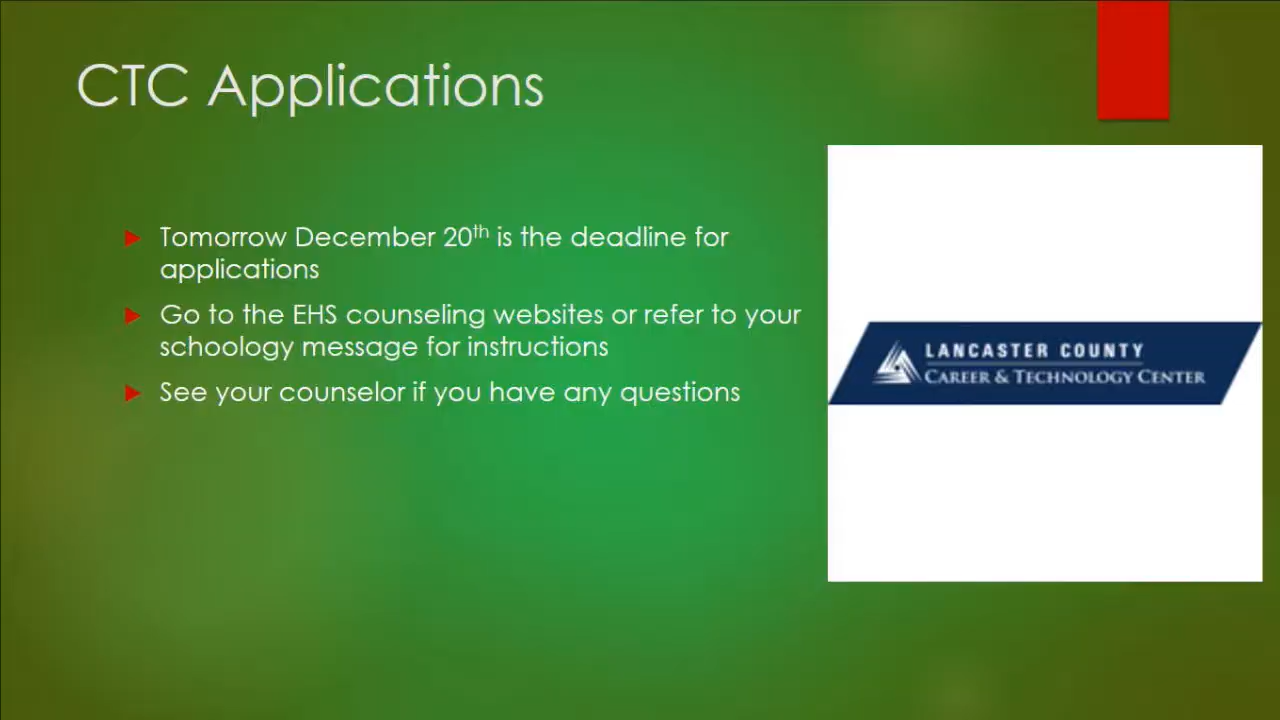 CTC Applications
Tomorrow December 20th is the deadline for
applications
Go to the EHS counseling websites or refer to your
schoology message for instructions
See your counselor if you have any questions
LANCASTER COUNTY
CAREER & TECHNOLOGY CENTER